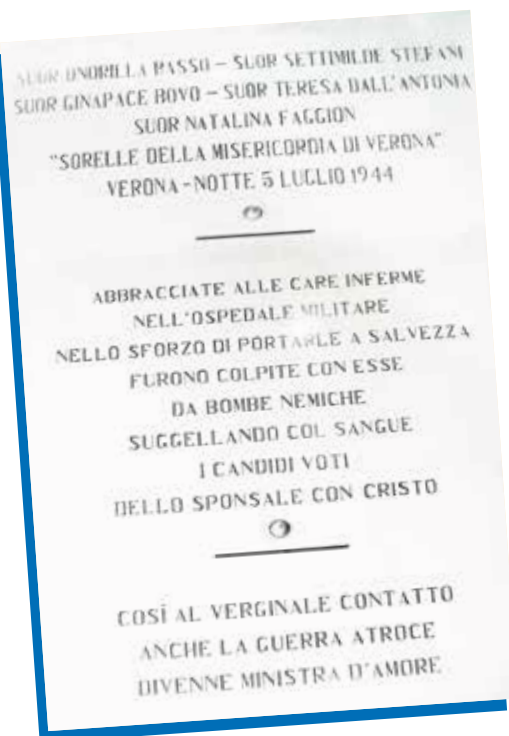 SUOR ONORILLA BASSO – SUOR SETTIMILDE STEFANI
SUOR GINAPACE BOVO – SUOR TERESA DALL'ANTONIA
SUOR NATALINA FAGGION
"SORELLE DELLA MISERICORDIA DI VERONA"
VERONA - NOTTE 5 LUGLIO 1944
ABBRACCIATE ALLE CARE INFERME
NELL'OSPEDALE MILITARE
NELLO SFORZO DI PORTARLE A SALVEZZA
FURONO COLPITE CON ESSE
DA BOMBE NEMICHE
SUGGELLANDO COL SANGUE
I CANDIDI VOTI
DELLO SPONSALE CON CRISTO
COSÌ AL VERGINALE CONTATTO
ANCHE LA GUERRA ATROCE
DIVENNE MINISTRA D'AMORE